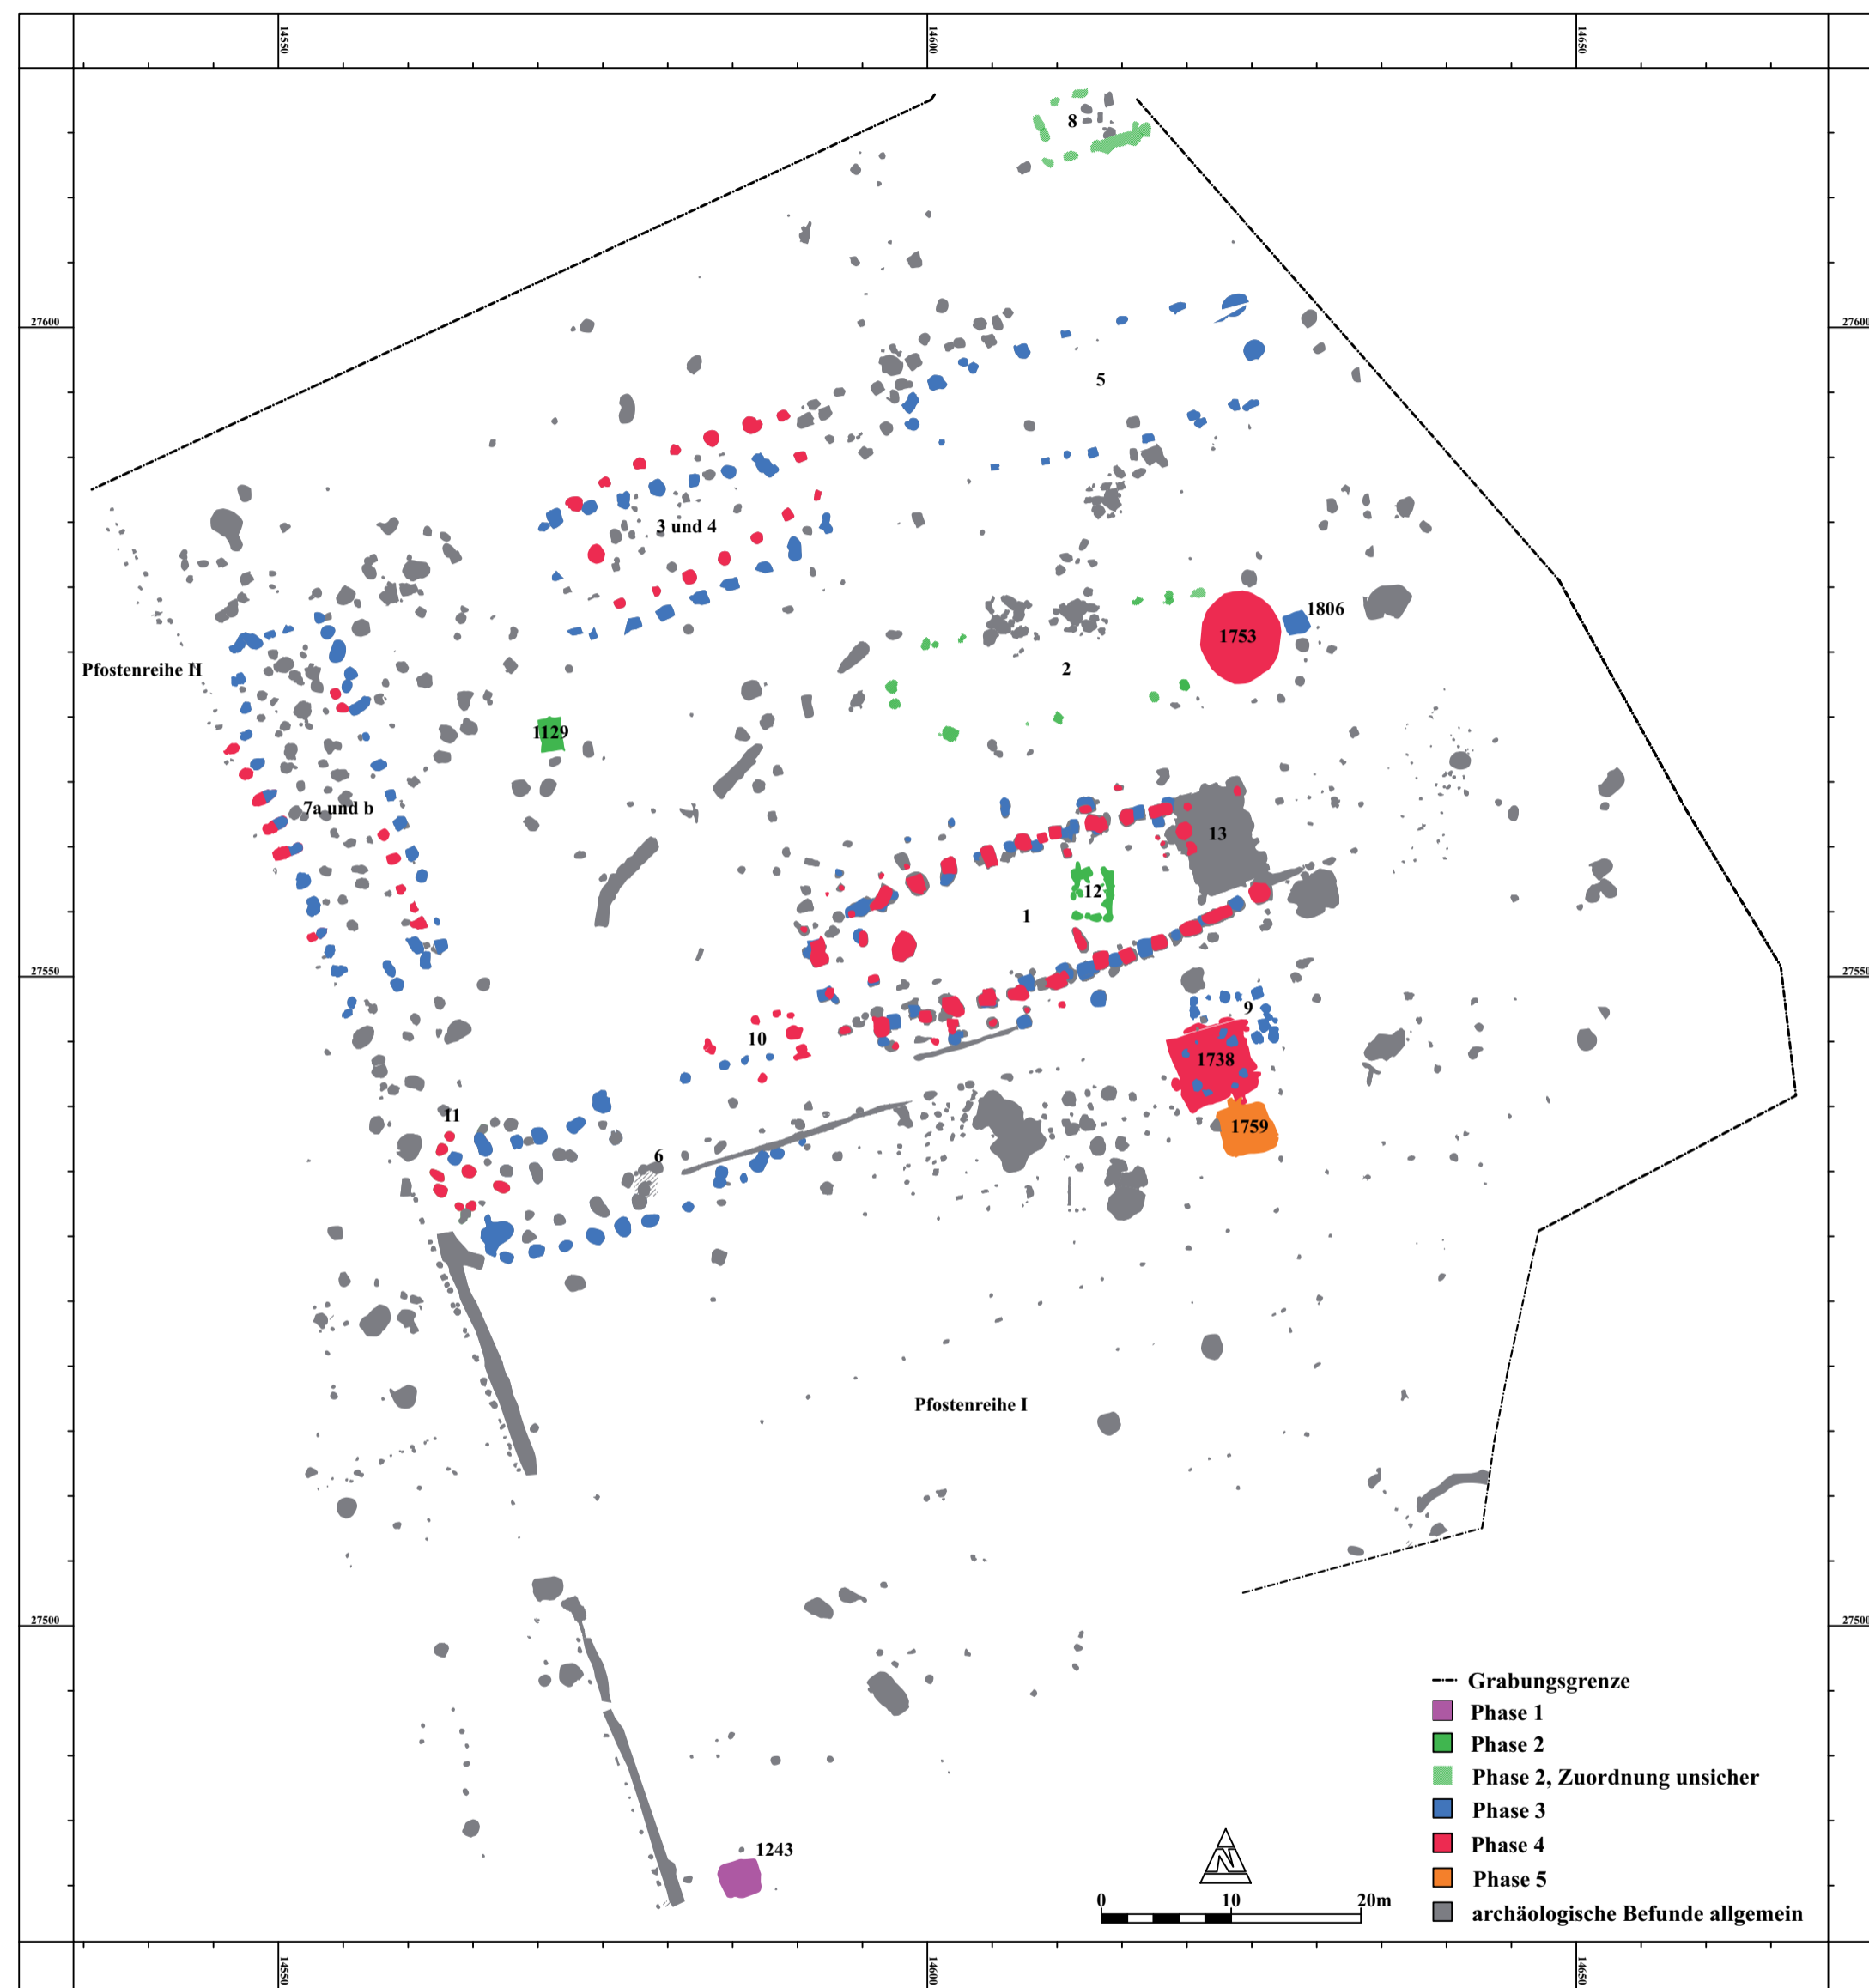 14550
14600
14650
8
27600
27600
5
3 und 4
1806
1753
Pfostenreihe II
2
1129
7a und b
13
12
1
27550
27550
9
10
1738
11
1759
6
Pfostenreihe I
27500
27500
Grabungsgrenze
Phase 1
Phase 2
Phase 2, Zuordnung unsicher
Phase 3
Phase 4
Phase 5
archäologische Befunde allgemein
1243
N
0 10 20m
14550
14600
14650